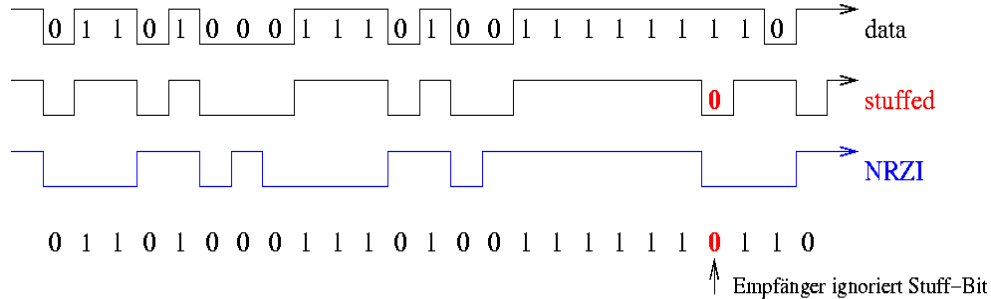 0 1 1 0 1 0 0 0 1 1 1 0 1 0 0 1 1 1 1 1 1 1 1 0 data
0 stuffed
NRZI
0 1 1 0 1 0 0 0 1 1 1 0 1 0 0 1 1 1 1 1 1 0 1 1 0
Empfänger ignoriert Stuff-Bit